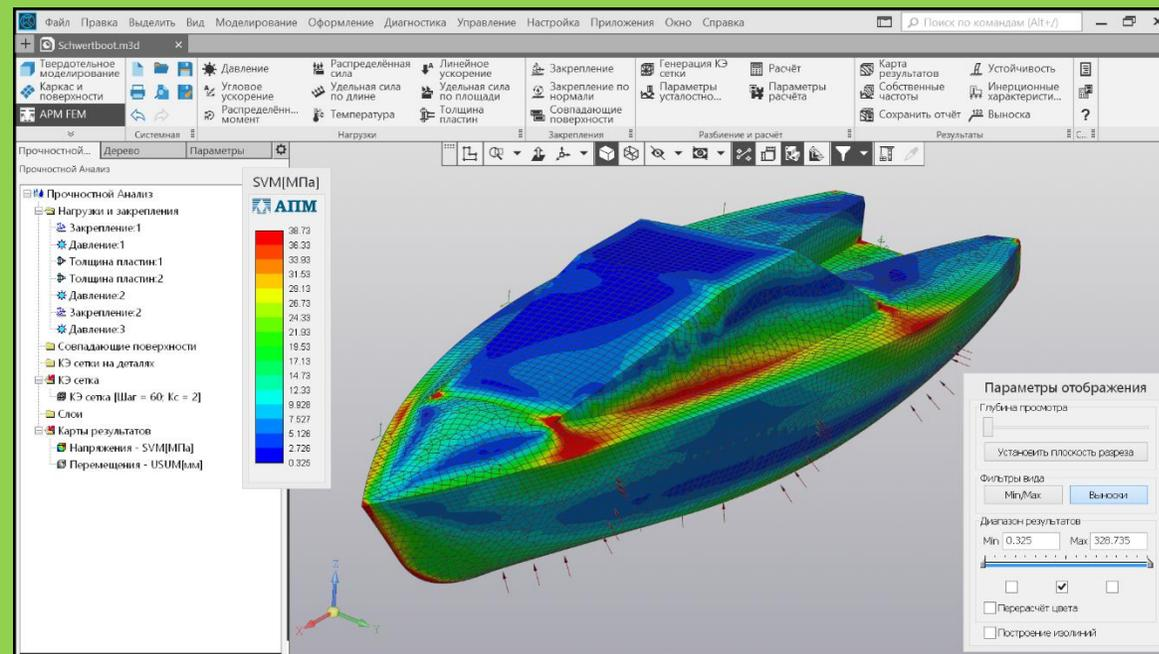 Файл Правка Выделить Вид Моделирование Оформление Диагностика Управление Настройка Приложения Окно Справка
Поиск по командам (Alt+/)
Schwertboot.m3d
Твердотельное моделирование
Каркас и поверхности
APM FEM
Системная
Давление
Угловое ускорение
Распределённ... момент
Распределённая сила
Удельная сила по длине
Температура
Линейное ускорение
Удельная сила по площади
Толщина пластин
Нагрузки
Закрепление
Закрепление по нормали
Совпадающие поверхности
Закрепления
Генерация КЭ сетки
Параметры усталостно...
Расчёт
Параметры расчёта
Разбиение и расчёт
Карта результатов
Собственные частоты
Сохранить отчёт
Устойчивость
Инерционные характеристи...
Выноска
Результаты
С...
Прочностной... Дерево Параметры
Прочностной Анализ
Прочностной Анализ
Нагрузки и закрепления
Закрепление:1
Давление:1
Толщина пластин:1
Толщина пластин:2
Давление:2
Закрепление:2
Давление:3
Совпадающие поверхности
КЭ сетки на деталях
КЭ сетка
КЭ сетка [Шаг = 60; Кс = 2]
Слои
Карты результатов
Напряжения - SVM[МПа]
Перемещения - USUM[мм]
SVM[МПа]
АПМ
38.73
36.33
33.93
31.53
29.13
26.73
24.33
21.93
19.53
17.13
14.73
12.33
9.928
7.527
5.126
2.726
0.325
Z
X
Y
Параметры отображения
Глубина просмотра
Установить плоскость разреза
Фильтры вида
Min/Max Выноски
Диапазон результатов
Min 0.325 Max 328.735
Перерасчёт цвета
Построение изолиний